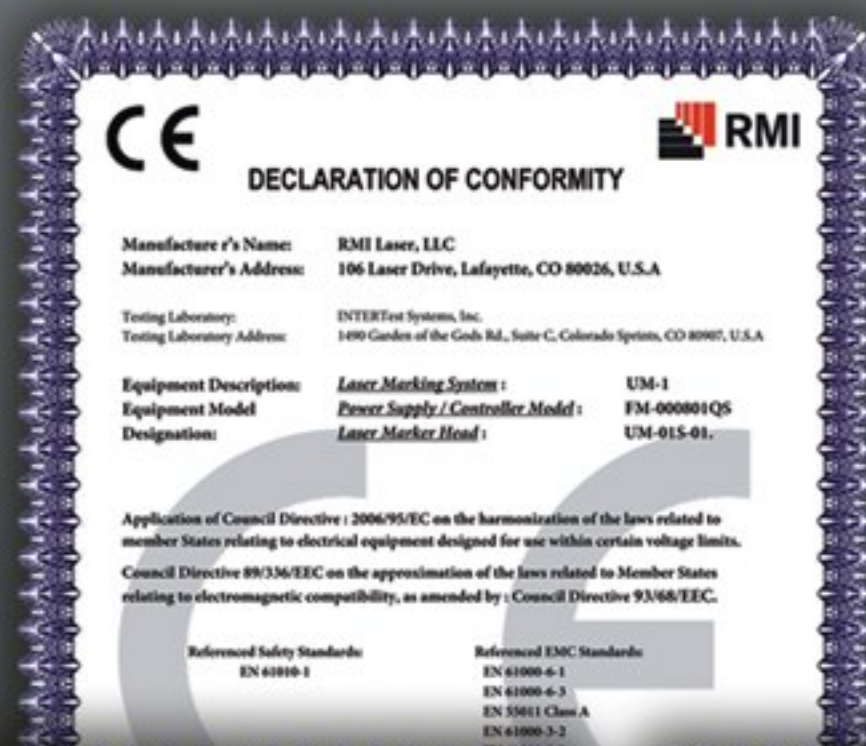 CE
RMI
DECLARATION OF CONFORMITY
Manufacture r's Name: RMI Laser, LLC
Manufacturer's Address: 106 Laser Drive, Lafayette, CO 80026, U.S.A
Testing Laboratory: INTERTest Systems, Inc.
Testing Laboratory Address: 1490 Garden of the Gods Rd., Suite C, Colorado Sprints, CO 80907, U.S.A
Equipment Description: Laser Marking System : UM-1
Equipment Model Power Supply / Controller Model : FM-000801QS
Designation: Laser Marker Head : UM-01S-01.
Application of Council Directive : 2006/95/EC on the harmonization of the laws related to
member States relating to electrical equipment designed for use within certain voltage limits.
Council Directive 89/336/EEC on the approximation of the laws related to Member States
relating to electromagnetic compatibility, as amended by : Council Directive 93/68/EEC.
Referenced Safety Standards: Referenced EMC Standards:
EN 61010-1 EN 61000-6-1
EN 61000-6-3
EN 55011 Class A
EN 61000-3-2